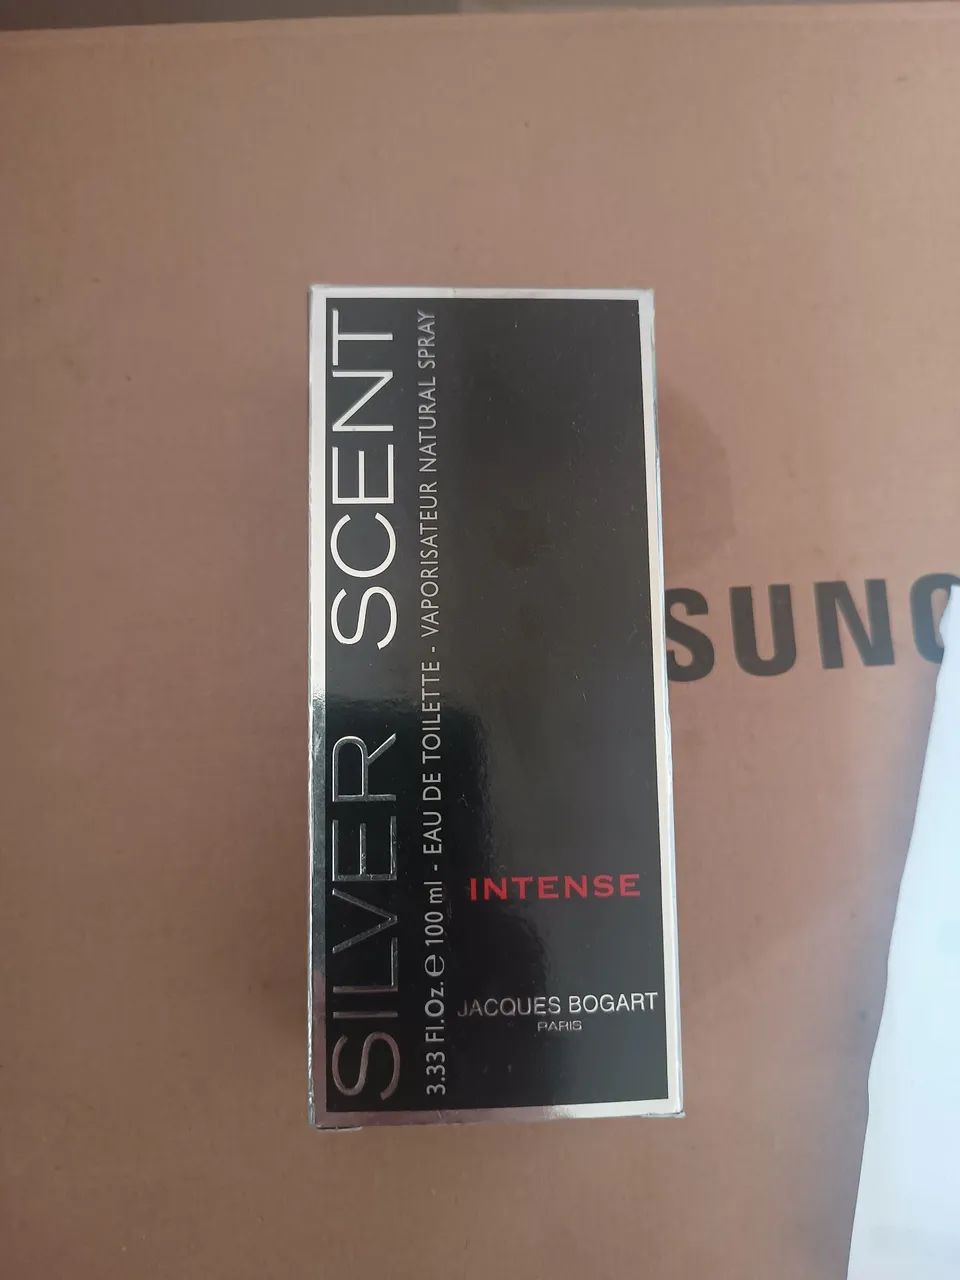 SILVER SCENT
3.33 Fl.Oz. e 100 ml - EAU DE TOILETTE - VAPORISATEUR NATURAL SPRAY
INTENSE
JACQUES BOGART
PARIS
SUNG